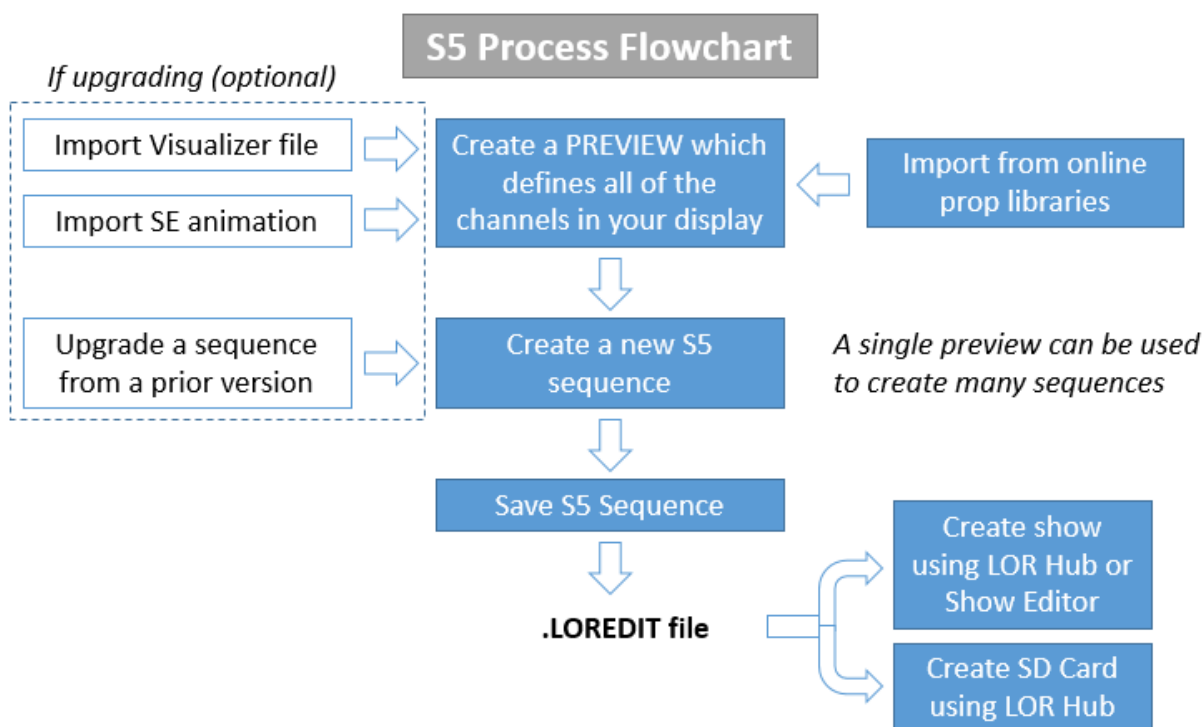 S5 Process Flowchart
If upgrading (optional)
Import Visualizer file
Import SE animation
Create a PREVIEW which
defines all of the
channels in your display
Import from online
prop libraries
Upgrade a sequence
from a prior version
Create a new S5
sequence
A single preview can be used
to create many sequences
Save S5 Sequence
.LOREDIT file
Create show
using LOR Hub or
Show Editor
Create SD Card
using LOR Hub